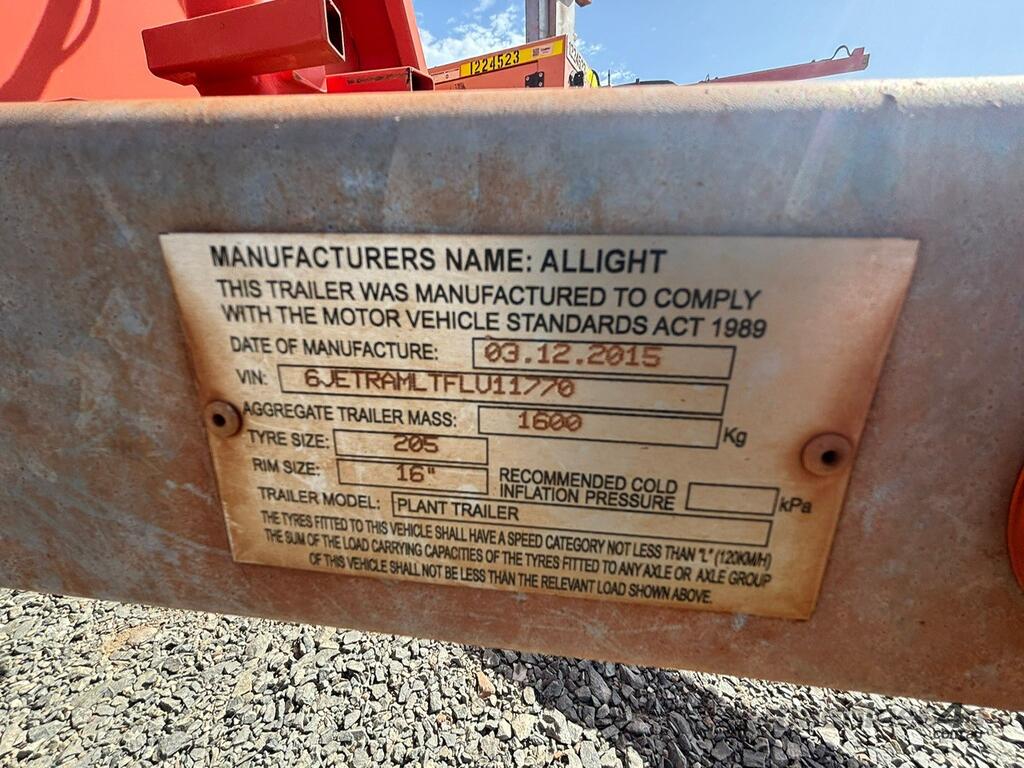 1224523
MANUFACTURERS NAME: ALLIGHT
THIS TRAILER WAS MANUFACTURED TO COMPLY
WITH THE MOTOR VEHICLE STANDARDS ACT 1989
DATE OF MANUFACTURE: 03.12.2015
VIN: 6JETRAMLTFLV11770
AGGREGATE TRAILER MASS: 1600 Kg
TYRE SIZE: 205
RIM SIZE: 16"
RECOMMENDED COLD
INFLATION PRESSURE kPa
TRAILER MODEL: PLANT TRAILER
THE TYRES FITTED TO THIS VEHICLE SHALL HAVE A SPEED CATEGORY NOT LESS THAN "L" (120KM/H)
THE SUM OF THE LOAD CARRYING CAPACITIES OF THE TYRES FITTED TO ANY AXLE OR AXLE GROUP
OF THIS VEHICLE SHALL NOT BE LESS THAN THE RELEVANT LOAD SHOWN ABOVE.